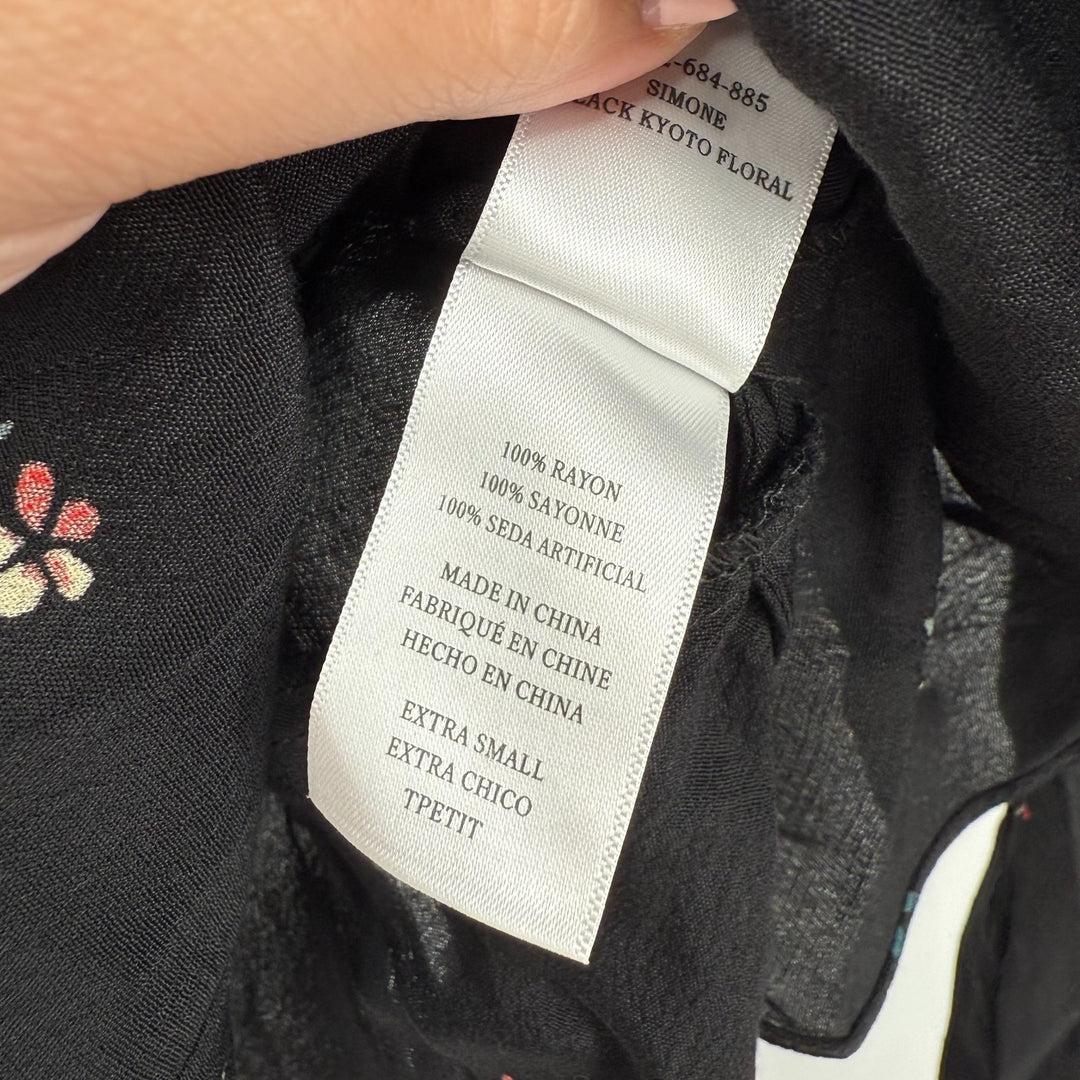 -684-885
SIMONE
LACK KYOTO FLORAL
100% RAYON
100% SAYONNE
100% SEDA ARTIFICIAL
MADE IN CHINA
FABRIQUÉ EN CHINE
HECHO EN CHINA
EXTRA SMALL
EXTRA CHICO
TPETIT